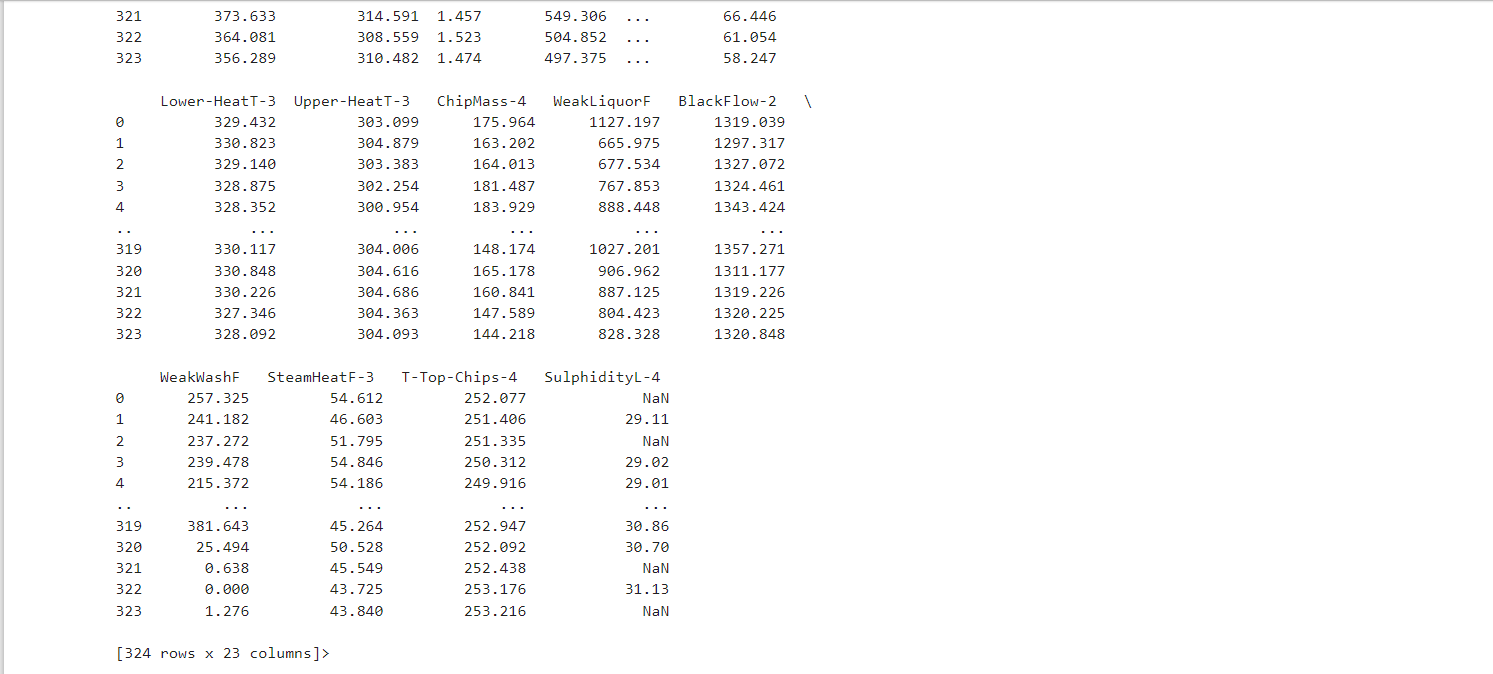 321 373.633 314.591 1.457 549.306 ... 66.446
322 364.081 308.559 1.523 504.852 ... 61.054
323 356.289 310.482 1.474 497.375 ... 58.247
Lower-HeatT-3 Upper-HeatT-3 ChipMass-4 WeakLiquorF BlackFlow-2 \
0 329.432 303.099 175.964 1127.197 1319.039
1 330.823 304.879 163.202 665.975 1297.317
2 329.140 303.383 164.013 677.534 1327.072
3 328.875 302.254 181.487 767.853 1324.461
4 328.352 300.954 183.929 888.448 1343.424
.. ... ... ... ... ...
319 330.117 304.006 148.174 1027.201 1357.271
320 330.848 304.616 165.178 906.962 1311.177
321 330.226 304.686 160.841 887.125 1319.226
322 327.346 304.363 147.589 804.423 1320.225
323 328.092 304.093 144.218 828.328 1320.848
WeakWashF SteamHeatF-3 T-Top-Chips-4 SulphidityL-4
0 257.325 54.612 252.077 NaN
1 241.182 46.603 251.406 29.11
2 237.272 51.795 251.335 NaN
3 239.478 54.846 250.312 29.02
4 215.372 54.186 249.916 29.01
.. ... ... ... ...
319 381.643 45.264 252.947 30.86
320 25.494 50.528 252.092 30.70
321 0.638 45.549 252.438 NaN
322 0.000 43.725 253.176 31.13
323 1.276 43.840 253.216 NaN
[324 rows x 23 columns]>